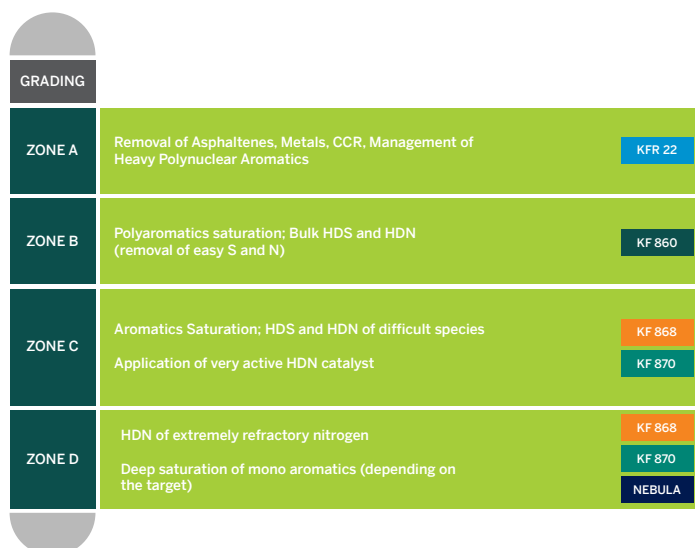 GRADING
ZONE A
Removal of Asphaltenes, Metals, CCR, Management of
Heavy Polynuclear Aromatics
KFR 22
ZONE B
Polyaromatics saturation; Bulk HDS and HDN
(removal of easy S and N)
KF 860
ZONE C
Aromatics Saturation; HDS and HDN of difficult species
Application of very active HDN catalyst
KF 868
KF 870
ZONE D
HDN of extremely refractory nitrogen
Deep saturation of mono aromatics (depending on
the target)
KF 868
KF 870
NEBULA